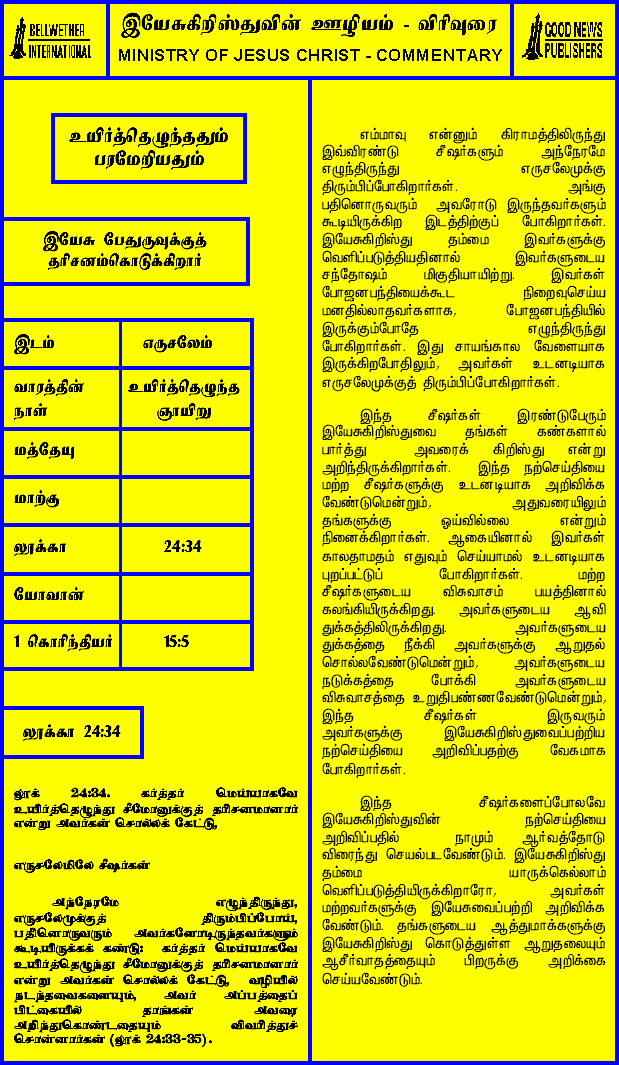 BELLWETHER
INTERNATIONAL
இயேசுகிறிஸ்துவின் ஊழியம் - விரிவுரை
MINISTRY OF JESUS CHRIST - COMMENTARY
GOOD NEWS
PUBLISHERS
உயிர்த்தெழுந்ததும்
பரமேறியதும்
இயேசு பேதுருவுக்குத்
தரிசனம்கொடுக்கிறார்
இடம் எருசலேம்
வாரத்தின் உயிர்த்தெழுந்த
நாள் ஞாயிறு
மத்தேயு
மாற்கு
லூக்கா 24:34
யோவான்
1 கொரிந்தியர் 15:5
லூக்கா 24:34
லூக் 24:34. கர்த்தர் மெய்யாகவே
உயிர்த்தெழுந்து சீமோனுக்குத் தரிசனமானார்
என்று அவர்கள் சொல்லக் கேட்டு,
எருசலேமிலே சீஷர்கள்
அந்நேரமே எழுந்திருந்து,
எருசலேமுக்குத் திரும்பிப்போய்,
பதினொருவரும் அவர்களோடிருந்தவர்களும்
கூடியிருக்கக் கண்டு: கர்த்தர் மெய்யாகவே
உயிர்த்தெழுந்து சீமோனுக்குத் தரிசனமானார்
என்று அவர்கள் சொல்லக் கேட்டு, வழியில்
நடந்தவைகளையும், அவர் அப்பத்தைப்
பிட்கையில் தாங்கள் அவரை
அறிந்துகொண்டதையும் விவரித்துச்
சொன்னார்கள் (லூக் 24:33-35).
எம்மாவு என்னும் கிராமத்திலிருந்து
இவ்விரண்டு சீஷர்களும் அந்நேரமே
எழுந்திருந்து எருசலேமுக்கு
திரும்பிப்போகிறார்கள். அங்கு
பதினொருவரும் அவரோடு இருந்தவர்களும்
கூடியிருக்கிற இடத்திற்குப் போகிறார்கள்.
இயேசுகிறிஸ்து தம்மை இவர்களுக்கு
வெளிப்படுத்தியதினால் இவர்களுடைய
சந்தோஷம் மிகுதியாயிற்று. இவர்கள்
போஜனபந்தியைக்கூட நிறைவுசெய்ய
மனதில்லாதவர்களாக, போஜனபந்தியில்
இருக்கும்போதே எழுந்திருந்து
போகிறார்கள். இது சாயங்கால வேளையாக
இருக்கிறபோதிலும், அவர்கள் உடனடியாக
எருசலேமுக்குத் திரும்பிப்போகிறார்கள்.
இந்த சீஷர்கள் இரண்டுபேரும்
இயேசுகிறிஸ்துவை தங்கள் கண்களால்
பார்த்து அவரைக் கிறிஸ்து என்று
அறிந்திருக்கிறார்கள். இந்த நற்செய்தியை
மற்ற சீஷர்களுக்கு உடனடியாக அறிவிக்க
வேண்டுமென்றும், அதுவரையிலும்
தங்களுக்கு ஓய்வில்லை என்றும்
நினைக்கிறார்கள். ஆகையினால் இவர்கள்
காலதாமதம் எதுவும் செய்யாமல் உடனடியாக
புறப்பட்டுப் போகிறார்கள். மற்ற
சீஷர்களுடைய விசுவாசம் பயத்தினால்
கலங்கியிருக்கிறது. அவர்களுடைய ஆவி
துக்கத்திலிருக்கிறது. அவர்களுடைய
துக்கத்தை நீக்கி அவர்களுக்கு ஆறுதல்
சொல்லவேண்டுமென்றும், அவர்களுடைய
நடுக்கத்தை போக்கி அவர்களுடைய
விசுவாசத்தை உறுதிபண்ணவேண்டுமென்றும்,
இந்த சீஷர்கள் இருவரும்
அவர்களுக்கு இயேசுகிறிஸ்துவைப்பற்றிய
நற்செய்தியை அறிவிப்பதற்கு வேகமாக
போகிறார்கள்.
இந்த சீஷர்களைப்போலவே
இயேசுகிறிஸ்துவின் நற்செய்தியை
அறிவிப்பதில் நாமும் ஆர்வத்தோடு
விரைந்து செயல்படவேண்டும். இயேசுகிறிஸ்து
தம்மை யாருக்கெல்லாம்
வெளிப்படுத்தியிருக்கிறாரோ, அவர்கள்
மற்றவர்களுக்கு இயேசுவைப்பற்றி அறிவிக்க
வேண்டும். தங்களுடைய ஆத்துமாக்களுக்கு
இயேசுகிறிஸ்து கொடுத்துள்ள ஆறுதலையும்
ஆசீர்வாதத்தையும் பிறருக்கு அறிக்கை
செய்யவேண்டும்.